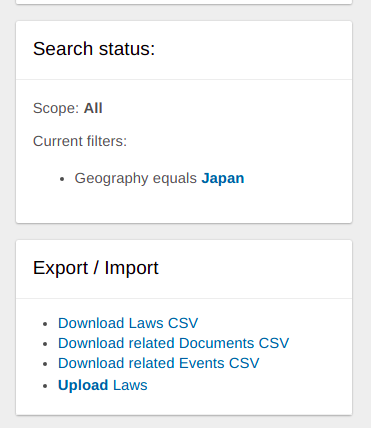 Search status:
Scope: All
Current filters:
Geography equals Japan
Export / Import
Download Laws CSV
Download related Documents CSV
Download related Events CSV
Upload Laws